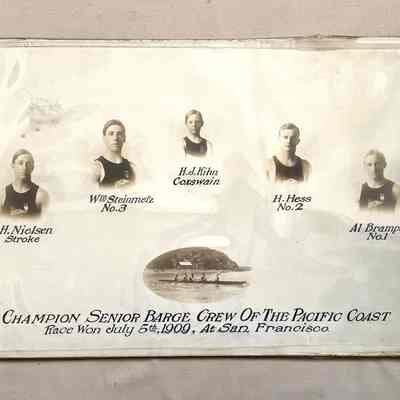 H.J. Kihn
Coxswain
Wm Steinmetz
No. 3
H. Hess
No. 2
H. Nielsen
Stroke
Al Bramp
No. 1
CHAMPION SENIOR BARGE CREW OF THE PACIFIC COAST
Race Won July 5th, 1909, At San Francisco.